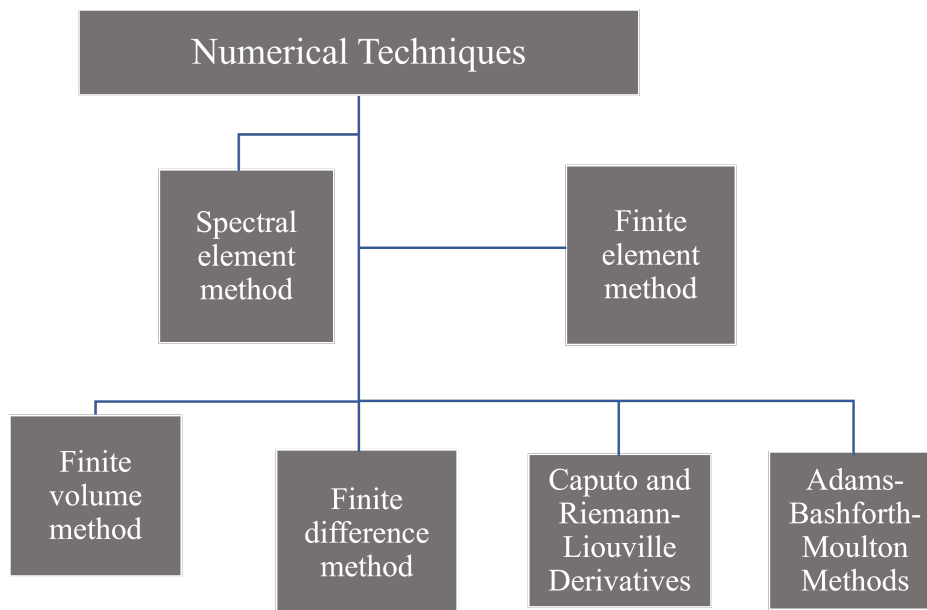 Numerical Techniques
Spectral
element
method
Finite
element
method
Finite
volume
method
Finite
difference
method
Caputo and
Riemann-
Liouville
Derivatives
Adams-
Bashforth-
Moulton
Methods